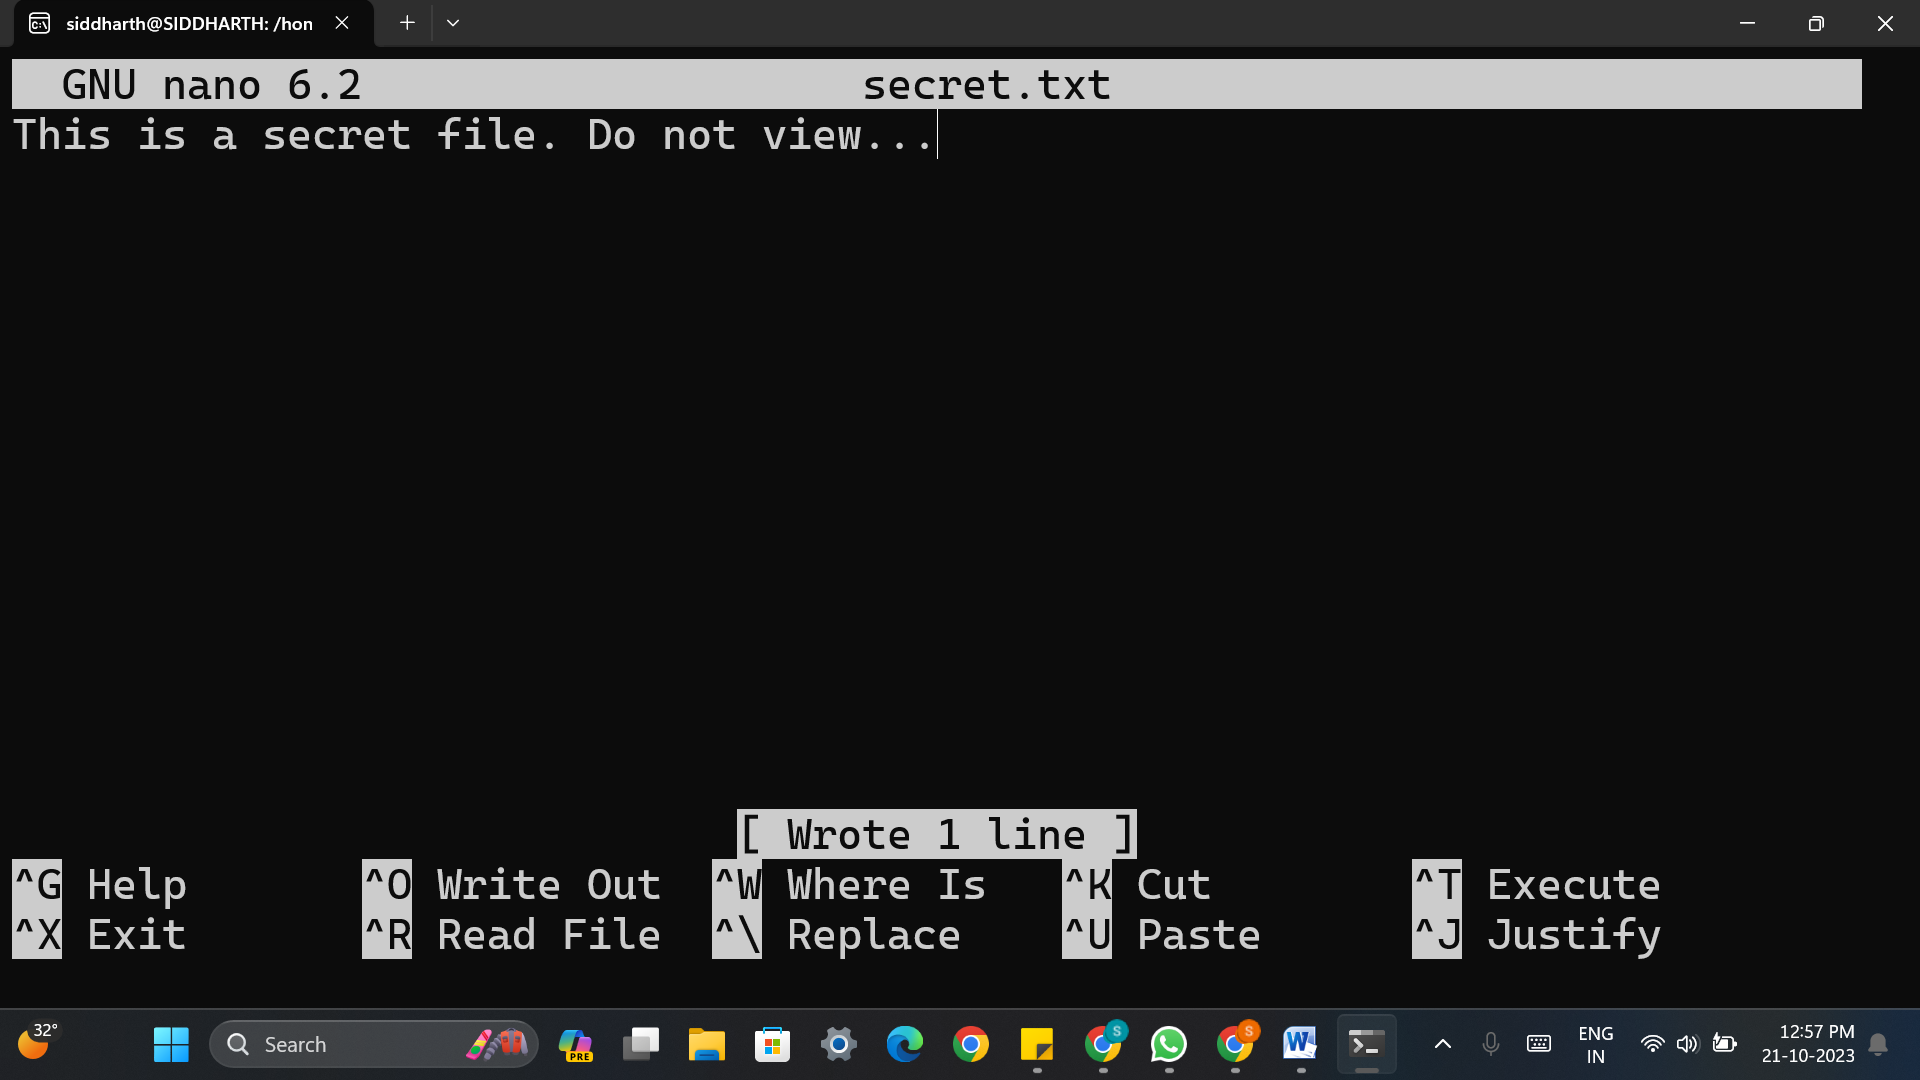 siddharth@SIDDHARTH: /hon
GNU nano 6.2 secret.txt
This is a secret file. Do not view...
[ Wrote 1 line ]
^G Help ^O Write Out ^W Where Is ^K Cut ^T Execute
^X Exit ^R Read File ^\ Replace ^U Paste ^J Justify
32°
Search
PRE
S
S
W
ENG
IN
12:57 PM
21-10-2023